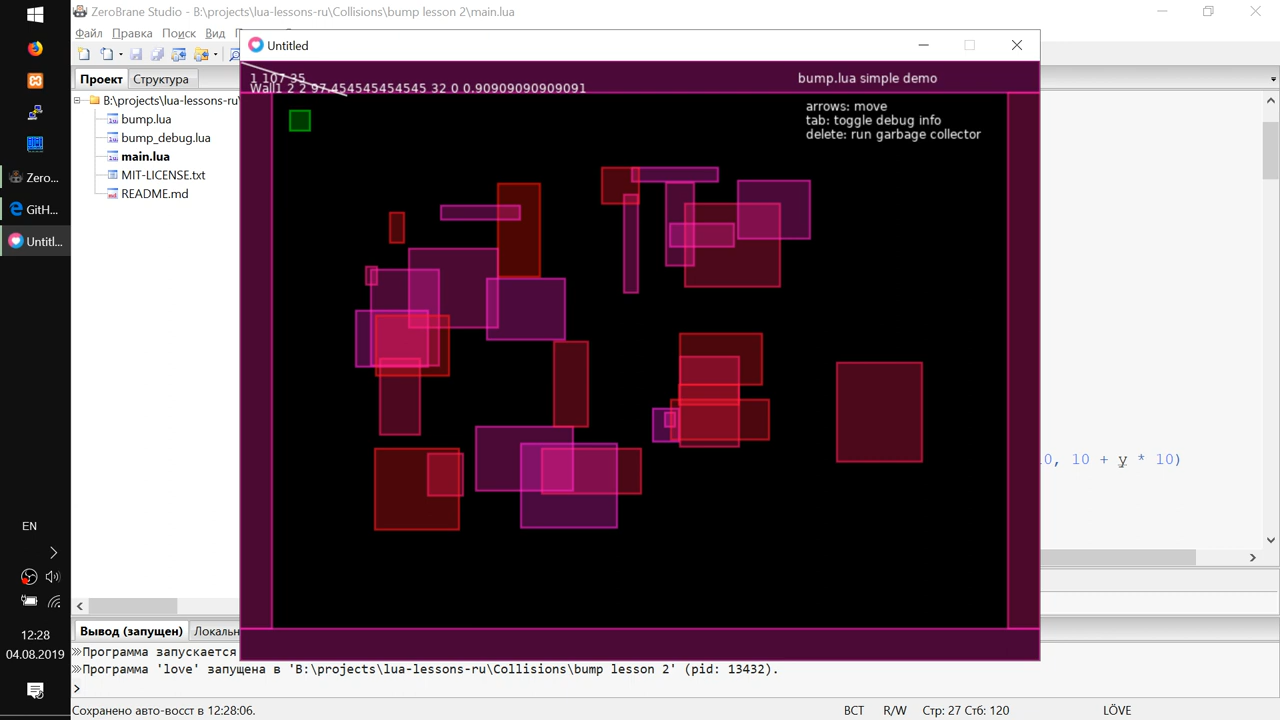 ZeroBrane Studio - B:\projects\lua-lessons-ru\Collisions\bump lesson 2\main.lua
Файл Правка Поиск Вид
Untitled
Проект Структура
B:\projects\lua-lessons-ru\
bump.lua
bump_debug.lua
main.lua
MIT-LICENSE.txt
README.md
1 107 35
Wall1 2 2 97.454545454545 32 0 0.90909090909091
bump.lua simple demo
arrows: move
tab: toggle debug info
delete: run garbage collector
Zero...
GitH...
Untitl...
0, 10 + y * 10)
EN
12:28
04.08.2019
Вывод (запущен) Локальн
Программа запускается
Программа 'love' запущена в 'B:\projects\lua-lessons-ru\Collisions\bump lesson 2' (pid: 13432).
>
Сохранено авто-восст в 12:28:06.
ВСТ R/W Стр: 27 Стб: 120 LÖVE